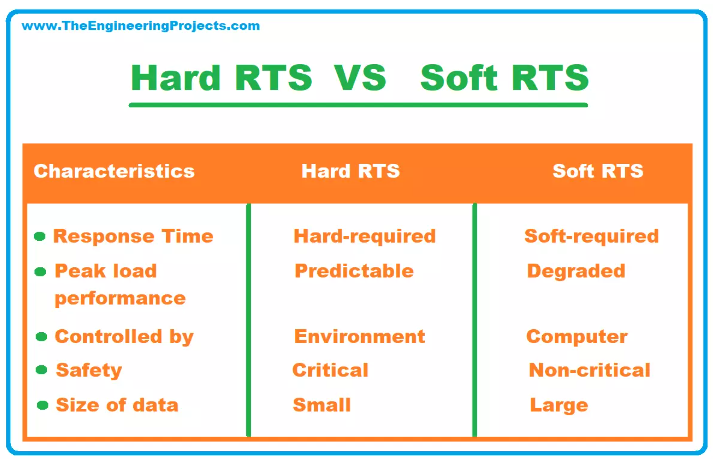 www.TheEngineeringProjects.com
Hard RTS VS Soft RTS
Characteristics Hard RTS Soft RTS
Response Time Hard-required Soft-required
Peak load Predictable Degraded
performance
Controlled by Environment Computer
Safety Critical Non-critical
Size of data Small Large